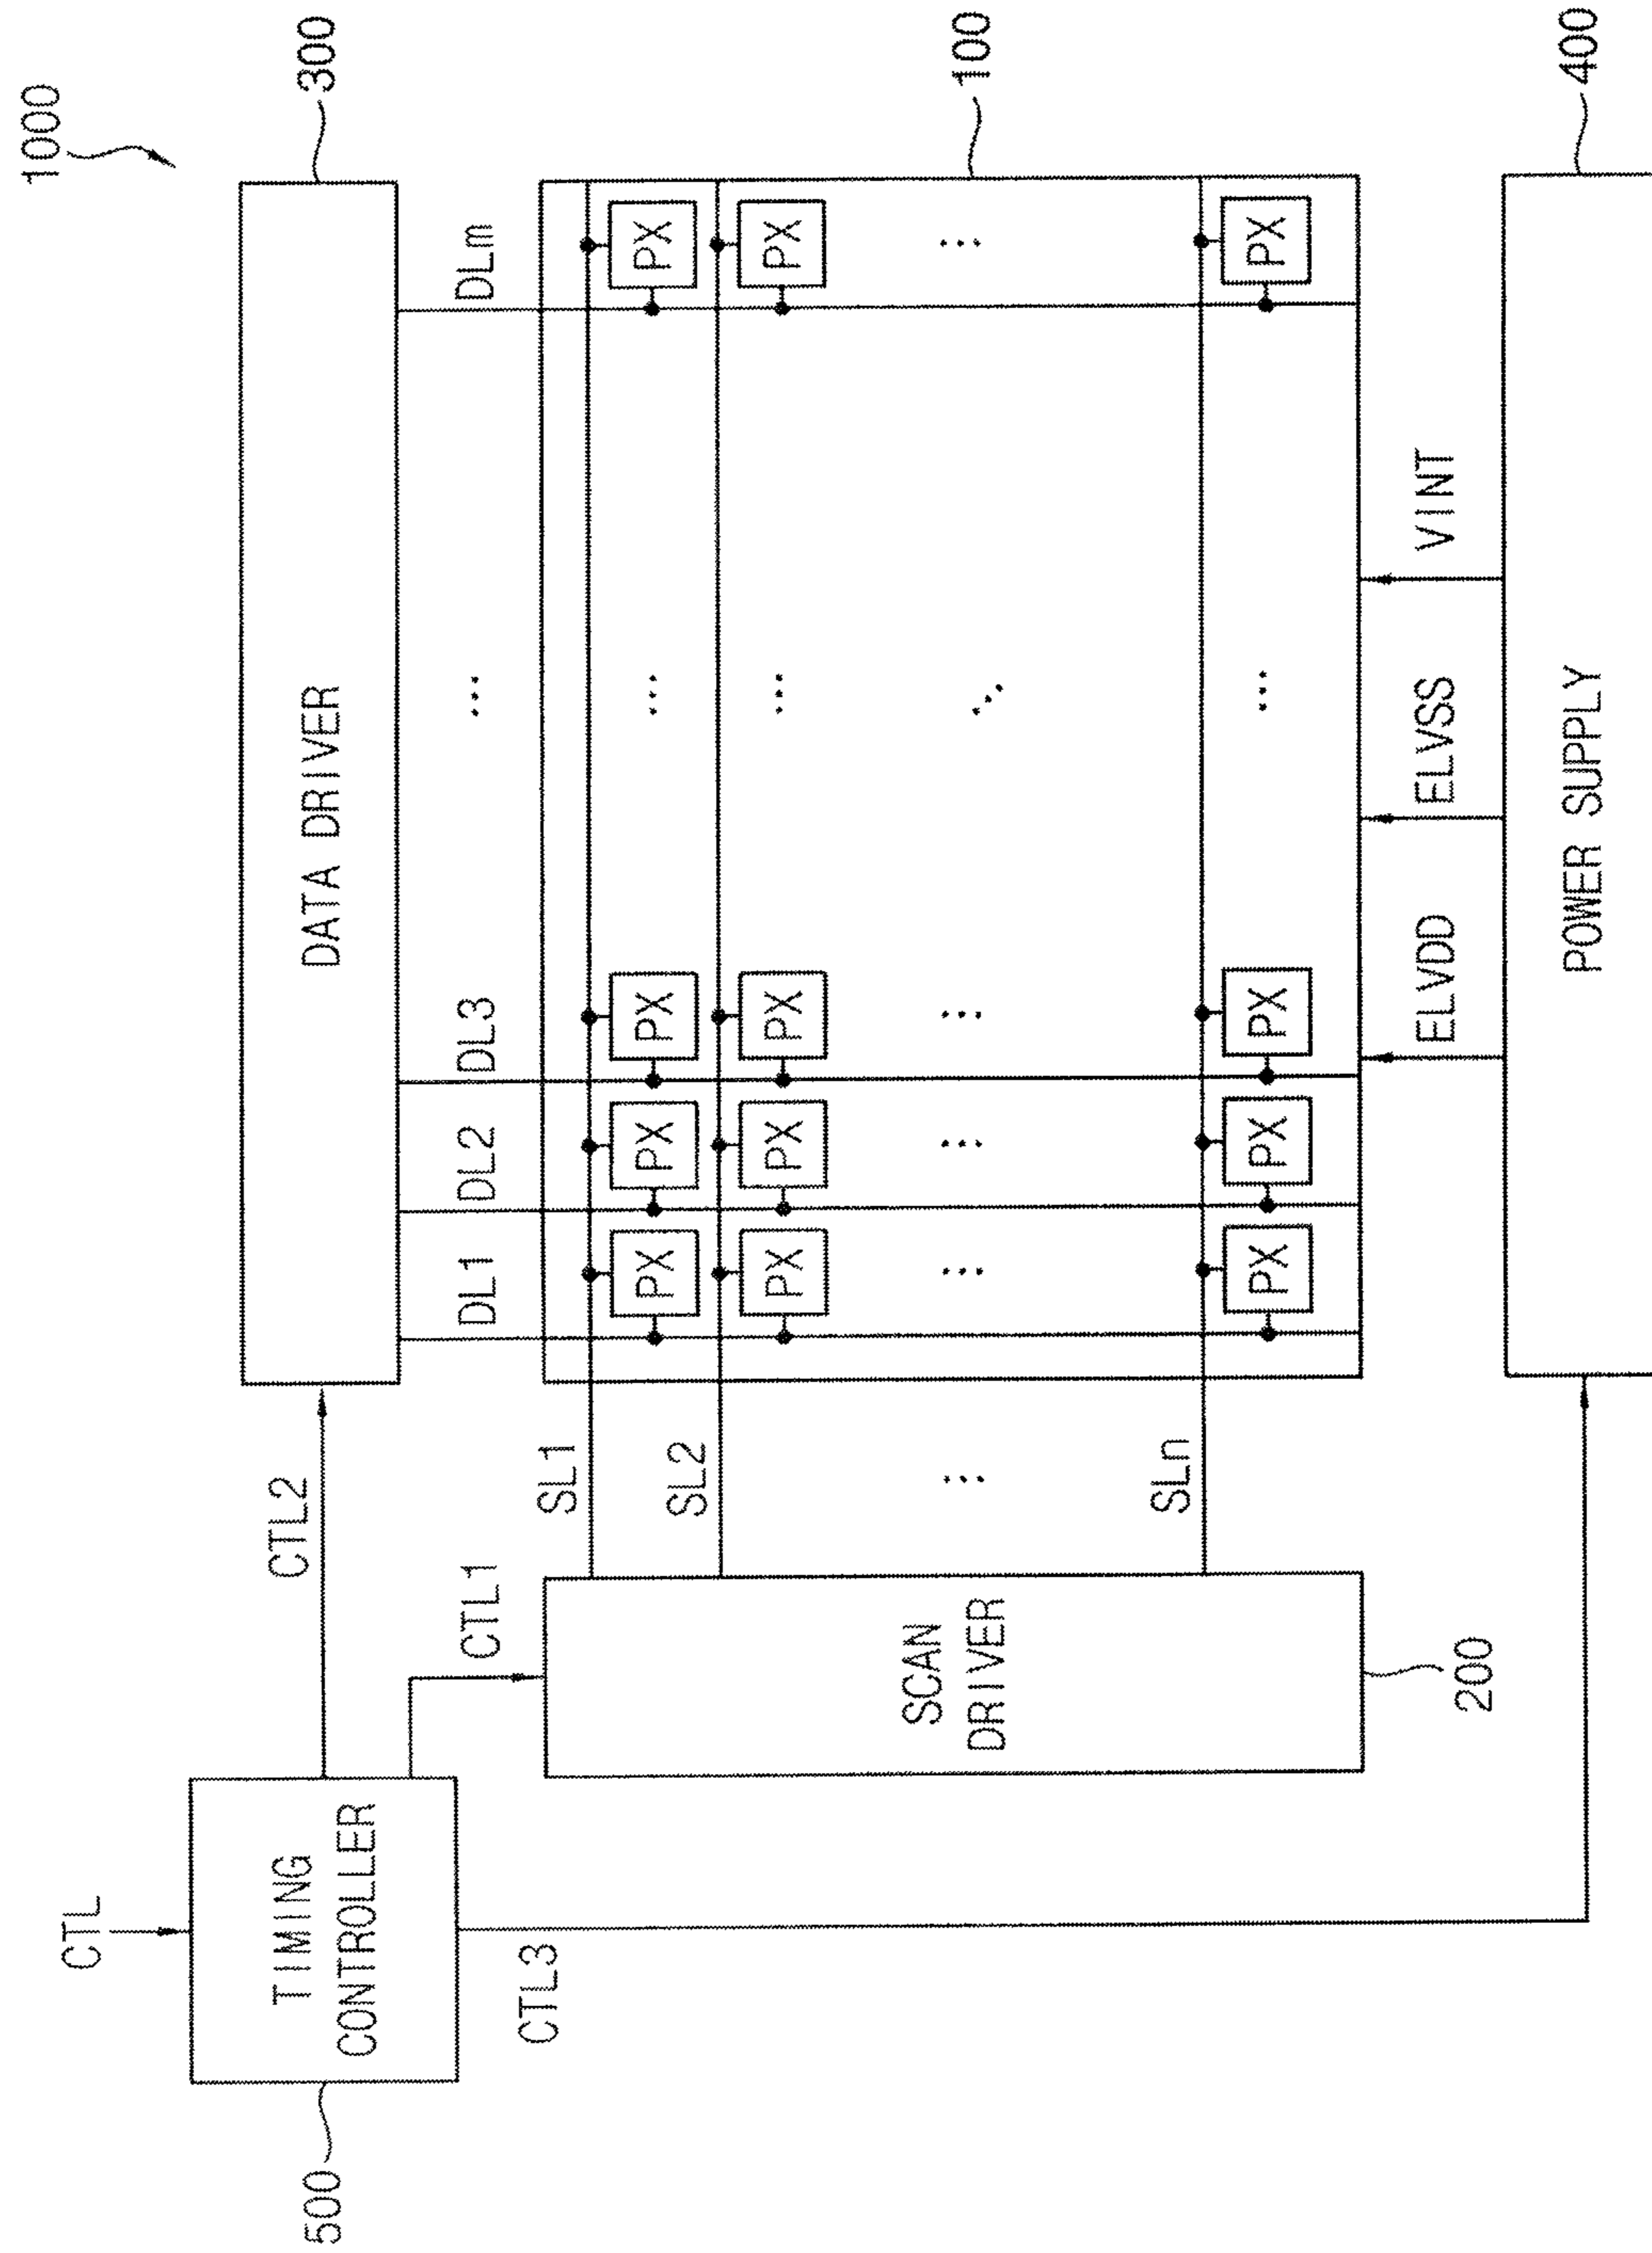 1000
300
DATA DRIVER
CTL2
CTL
TIMING
CONTROLLER
500
CTL1
CTL3
DL1
DL2
DL3
...
DLm
100
SL1
PX
PX
PX
...
PX
SL2
PX
PX
PX
...
PX
...
...
...
...
...
...
SLn
PX
PX
PX
...
PX
SCAN
DRIVER
200
ELVDD
ELVSS
VINT
POWER SUPPLY
400